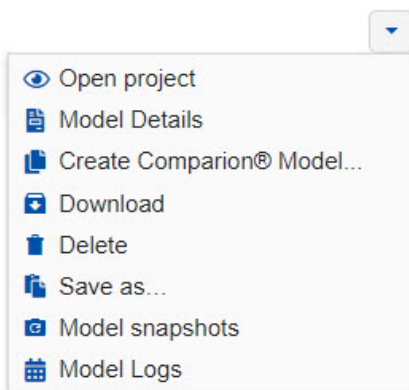 Open project
Model Details
Create Comparion® Model...
Download
Delete
Save as...
Model snapshots
Model Logs